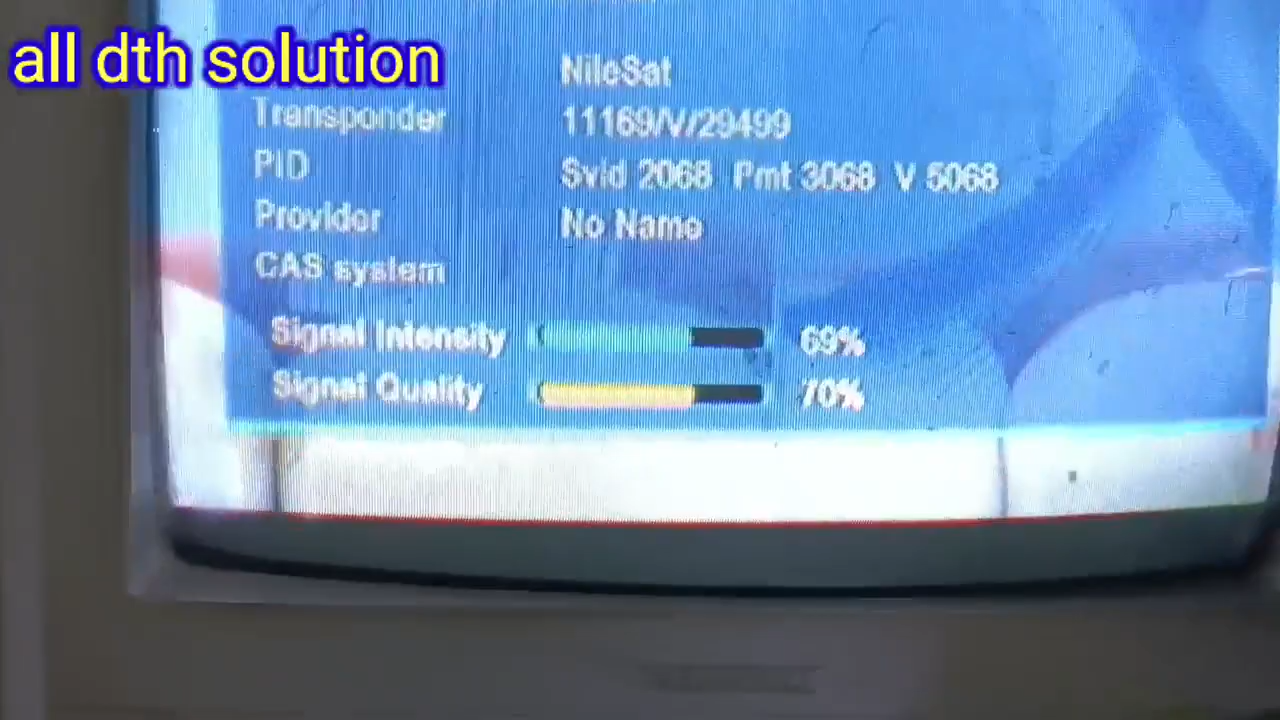 all dth solution
NileSat
Transponder 11169/V/29499
PID Svid 2068 Pmt 3068 V 5068
Provider No Name
CAS system
Signal Intensity 69%
Signal Quality 70%